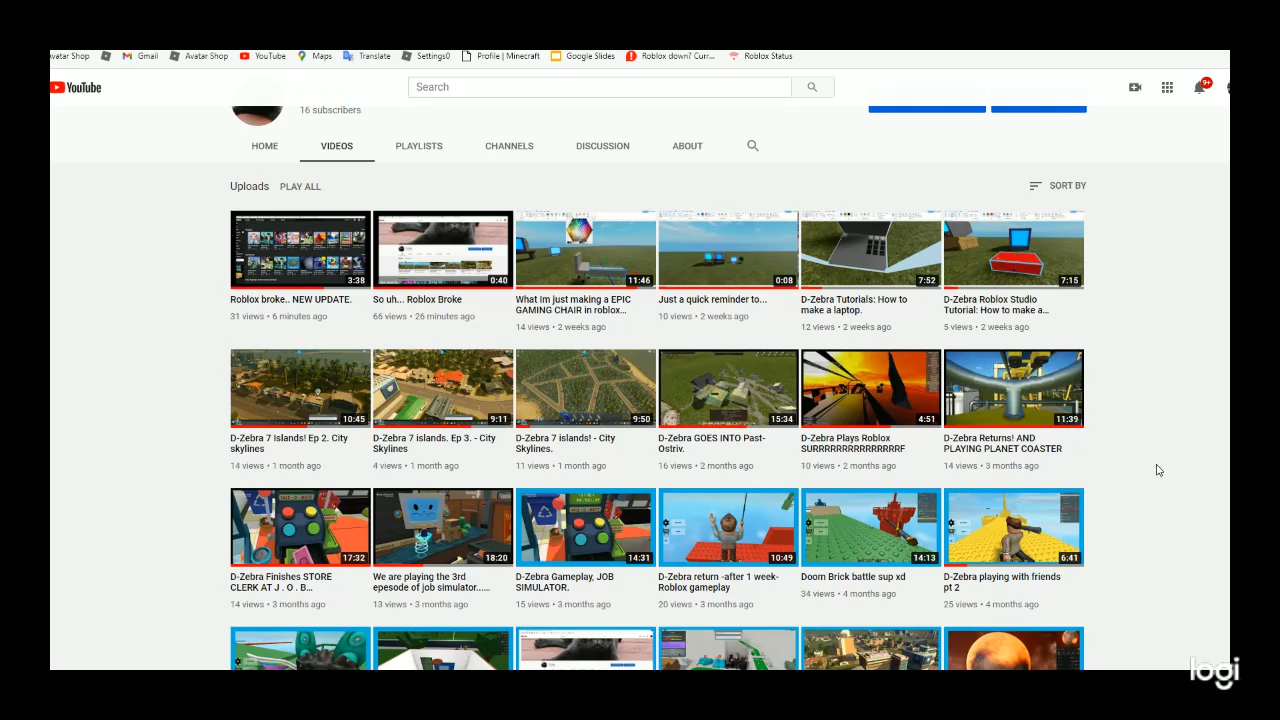 vatar Shop Gmail Avatar Shop YouTube Maps Translate Settings0 Profile | Minecraft Google Slides Roblox down? Curr... Roblox Status
YouTube Search 9+
16 subscribers
HOME VIDEOS PLAYLISTS CHANNELS DISCUSSION ABOUT
Uploads PLAY ALL SORT BY
3:38 0:40 11:46 0:08 7:52 7:15
Roblox broke.. NEW UPDATE. So uh... Roblox Broke What Im just making a EPIC Just a quick reminder to... D-Zebra Tutorials: How to D-Zebra Roblox Studio
GAMING CHAIR in roblox... make a laptop. Tutorial: How to make a...
31 views • 6 minutes ago 66 views • 26 minutes ago 10 views • 2 weeks ago
14 views • 2 weeks ago 12 views • 2 weeks ago 5 views • 2 weeks ago
10:45 9:11 9:50 15:34 4:51 11:39
D-Zebra 7 Islands! Ep 2. City D-Zebra 7 islands. Ep 3. - City D-Zebra 7 islands! - City D-Zebra GOES INTO Past- D-Zebra Plays Roblox D-Zebra Returns! AND
skylines Skylines Skylines. Ostriv. SURRRRRRRRRRRRRF PLAYING PLANET COASTER
14 views • 1 month ago 4 views • 1 month ago 11 views • 1 month ago 16 views • 2 months ago 10 views • 2 months ago 14 views • 3 months ago
17:32 18:20 14:31 10:49 14:13 6:41
D-Zebra Finishes STORE We are playing the 3rd D-Zebra Gameplay, JOB D-Zebra return -after 1 week- Doom Brick battle sup xd D-Zebra playing with friends
CLERK AT J . O . B... epesode of job simulator...... SIMULATOR. Roblox gameplay pt 2
34 views • 4 months ago
14 views • 3 months ago 13 views • 3 months ago 15 views • 3 months ago 20 views • 3 months ago 25 views • 4 months ago
logi